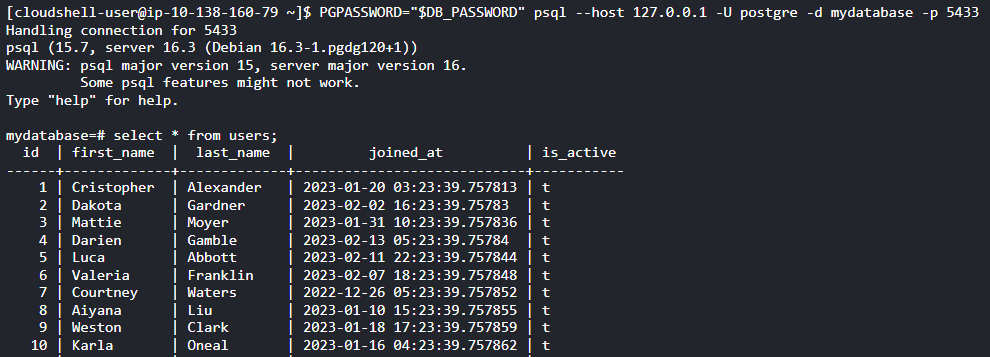 [cloudshell-user@ip-10-138-160-79 ~]$ PGPASSWORD="$DB_PASSWORD" psql --host 127.0.0.1 -U postgre -d mydatabase -p 5433
Handling connection for 5433
psql (15.7, server 16.3 (Debian 16.3-1.pgdg120+1))
WARNING: psql major version 15, server major version 16.
         Some psql features might not work.
Type "help" for help.

mydatabase=# select * from users;
  id  | first_name  |  last_name  |         joined_at          | is_active
------+-------------+-------------+----------------------------+-----------
    1 | Cristopher  | Alexander   | 2023-01-20 03:23:39.757813 | t
    2 | Dakota      | Gardner     | 2023-02-02 16:23:39.75783  | t
    3 | Mattie      | Moyer       | 2023-01-31 10:23:39.757836 | t
    4 | Darien      | Gamble      | 2023-02-13 05:23:39.75784  | t
    5 | Luca        | Abbott      | 2023-02-11 22:23:39.757844 | t
    6 | Valeria     | Franklin    | 2023-02-07 18:23:39.757848 | t
    7 | Courtney    | Waters      | 2022-12-26 05:23:39.757852 | t
    8 | Aiyana      | Liu         | 2023-01-10 15:23:39.757855 | t
    9 | Weston      | Clark       | 2023-01-18 17:23:39.757859 | t
   10 | Karla       | Oneal       | 2023-01-16 04:23:39.757862 | t